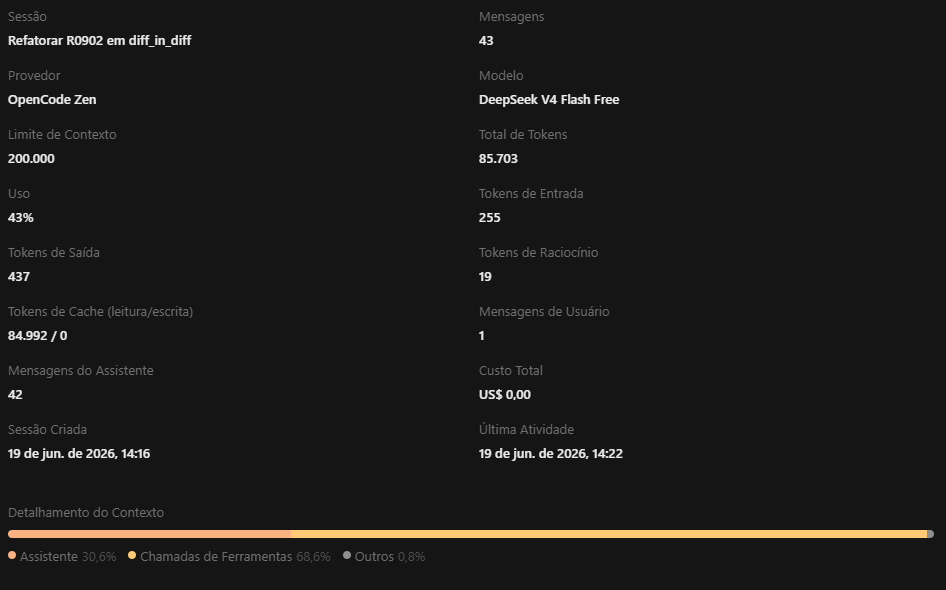 Sessão
Mensagens
Refatorar R0902 em diff_in_diff
43
Provedor
Modelo
OpenCode Zen
DeepSeek V4 Flash Free
Limite de Contexto
Total de Tokens
200.000
85.703
Uso
Tokens de Entrada
43%
255
Tokens de Saída
Tokens de Raciocínio
437
19
Tokens de Cache (leitura/escrita)
Mensagens de Usuário
84.992 / 0
1
Mensagens do Assistente
Custo Total
42
US$ 0,00
Sessão Criada
Última Atividade
19 de jun. de 2026, 14:16
19 de jun. de 2026, 14:22
Detalhamento do Contexto
Assistente 30,6% Chamadas de Ferramentas 68,6% Outros 0,8%